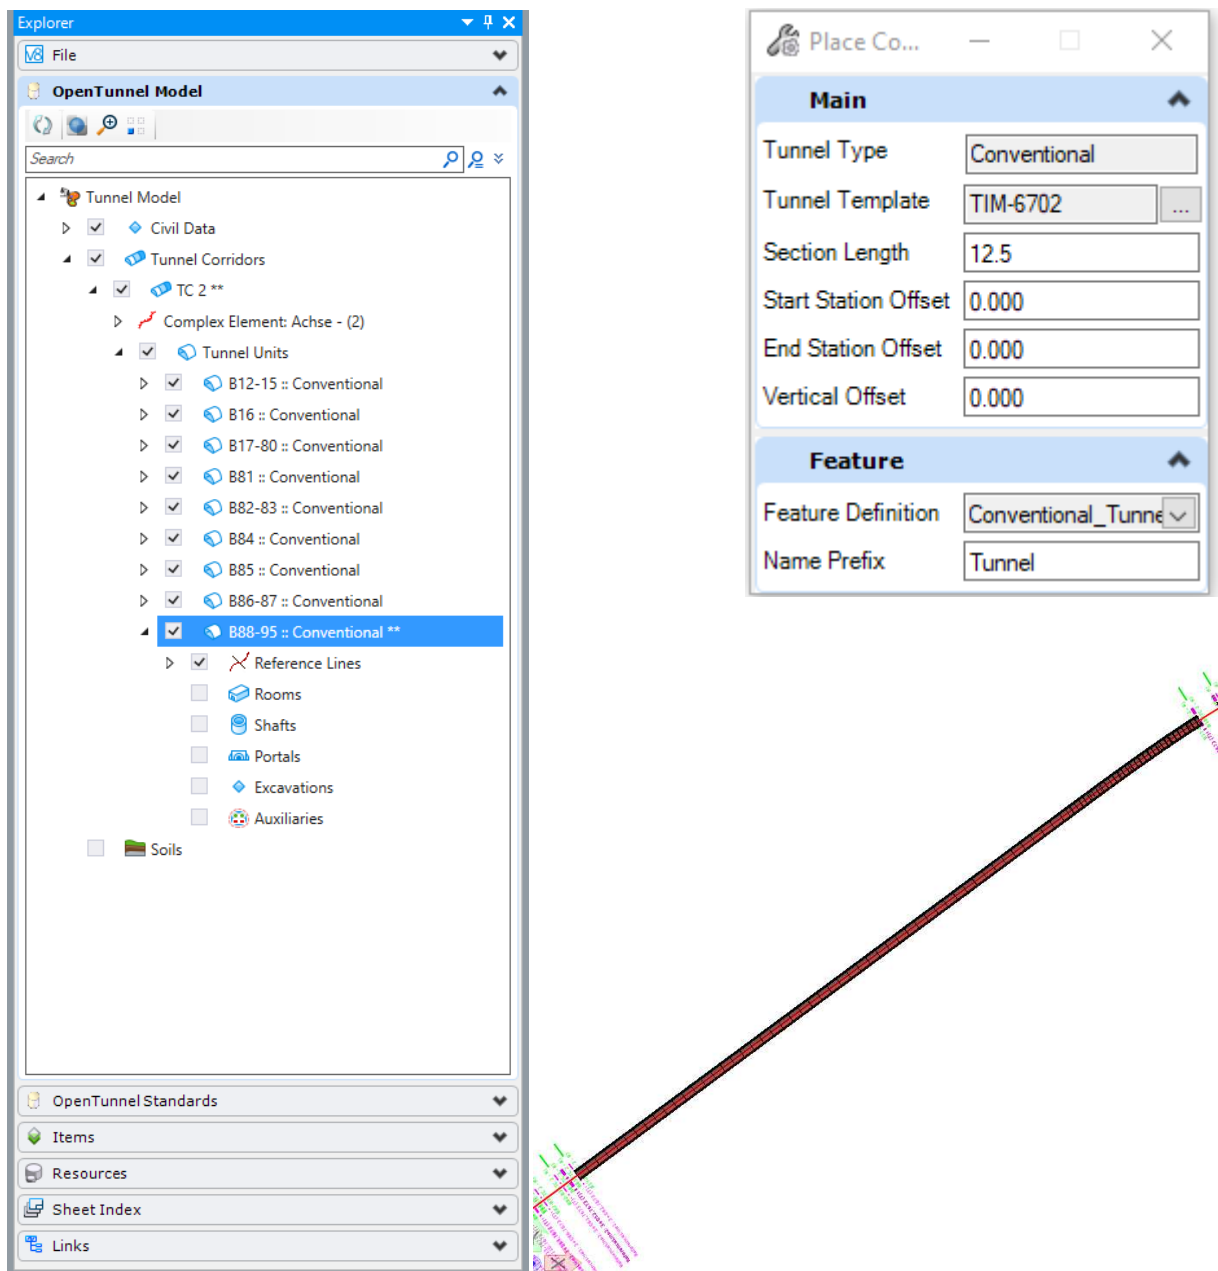 Explorer
File
OpenTunnel Model
Search
Tunnel Model
Civil Data
Tunnel Corridors
TC 2 **
Complex Element: Achse - (2)
Tunnel Units
B12-15 :: Conventional
B16 :: Conventional
B17-80 :: Conventional
B81 :: Conventional
B82-83 :: Conventional
B84 :: Conventional
B85 :: Conventional
B86-87 :: Conventional
B88-95 :: Conventional **
Reference Lines
Rooms
Shafts
Portals
Excavations
Auxiliaries
Soils
OpenTunnel Standards
Items
Resources
Sheet Index
Links
Place Co...
Main
Tunnel Type Conventional
Tunnel Template TIM-6702 ...
Section Length 12.5
Start Station Offset 0.000
End Station Offset 0.000
Vertical Offset 0.000
Feature
Feature Definition Conventional_Tunne
Name Prefix Tunnel